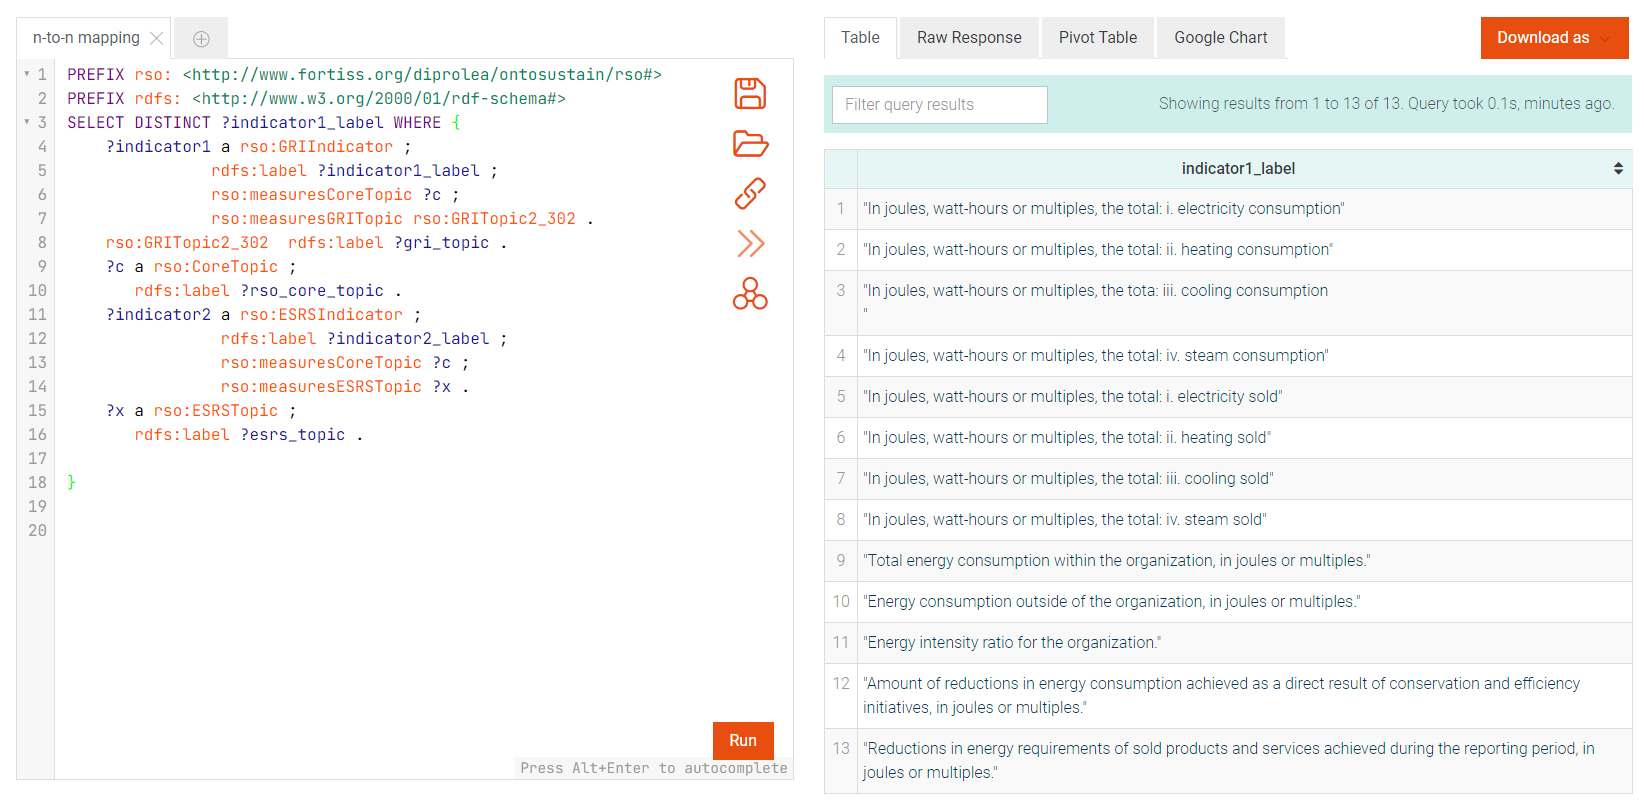 n-to-n mapping
1 PREFIX rso: <http://www.fortiss.org/diprolea/ontosustain/rso#>
2 PREFIX rdfs: <http://www.w3.org/2000/01/rdf-schema#>
3 SELECT DISTINCT ?indicator1_label WHERE {
4 ?indicator1 a rso:GRIIndicator ;
5 rdfs:label ?indicator1_label ;
6 rso:measuresCoreTopic ?c ;
7 rso:measuresGRITopic rso:GRITopic2_302 .
8 rso:GRITopic2_302  rdfs:label ?gri_topic .
9 ?c a rso:CoreTopic ;
10 rdfs:label ?rso_core_topic .
11 ?indicator2 a rso:ESRSIndicator ;
12 rdfs:label ?indicator2_label ;
13 rso:measuresCoreTopic ?c ;
14 rso:measuresESRSTopic ?x .
15 ?x a rso:ESRSTopic ;
16 rdfs:label ?esrs_topic .
17
18 }
19
20
Run
Press Alt+Enter to autocomplete
Table Raw Response Pivot Table Google Chart Download as
Filter query results Showing results from 1 to 13 of 13. Query took 0.1s, minutes ago.
indicator1_label
1 "In joules, watt-hours or multiples, the total: i. electricity consumption"
2 "In joules, watt-hours or multiples, the total: ii. heating consumption"
3 "In joules, watt-hours or multiples, the tota: iii. cooling consumption
"
4 "In joules, watt-hours or multiples, the total: iv. steam consumption"
5 "In joules, watt-hours or multiples, the total: i. electricity sold"
6 "In joules, watt-hours or multiples, the total: ii. heating sold"
7 "In joules, watt-hours or multiples, the total: iii. cooling sold"
8 "In joules, watt-hours or multiples, the total: iv. steam sold"
9 "Total energy consumption within the organization, in joules or multiples."
10 "Energy consumption outside of the organization, in joules or multiples."
11 "Energy intensity ratio for the organization."
12 "Amount of reductions in energy consumption achieved as a direct result of conservation and efficiency
initiatives, in joules or multiples."
13 "Reductions in energy requirements of sold products and services achieved during the reporting period, in
joules or multiples."